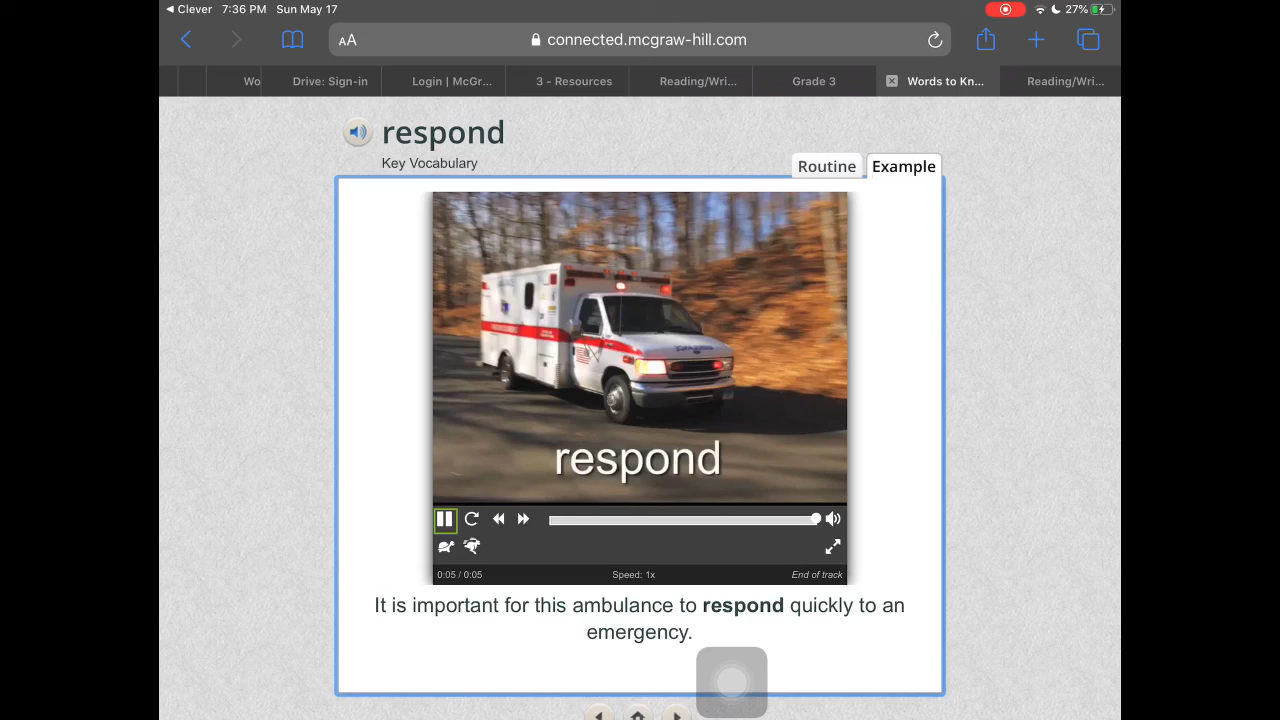 Clever 7:36 PM Sun May 17 27%
AA connected.mcgraw-hill.com
Wo Drive: Sign-in Login | McGr... 3 - Resources Reading/Wri... Grade 3 Words to Kn... Reading/Wri...
respond
Key Vocabulary
Routine Example
respond
0:05 / 0:05 Speed: 1x End of track
It is important for this ambulance to respond quickly to an
emergency.